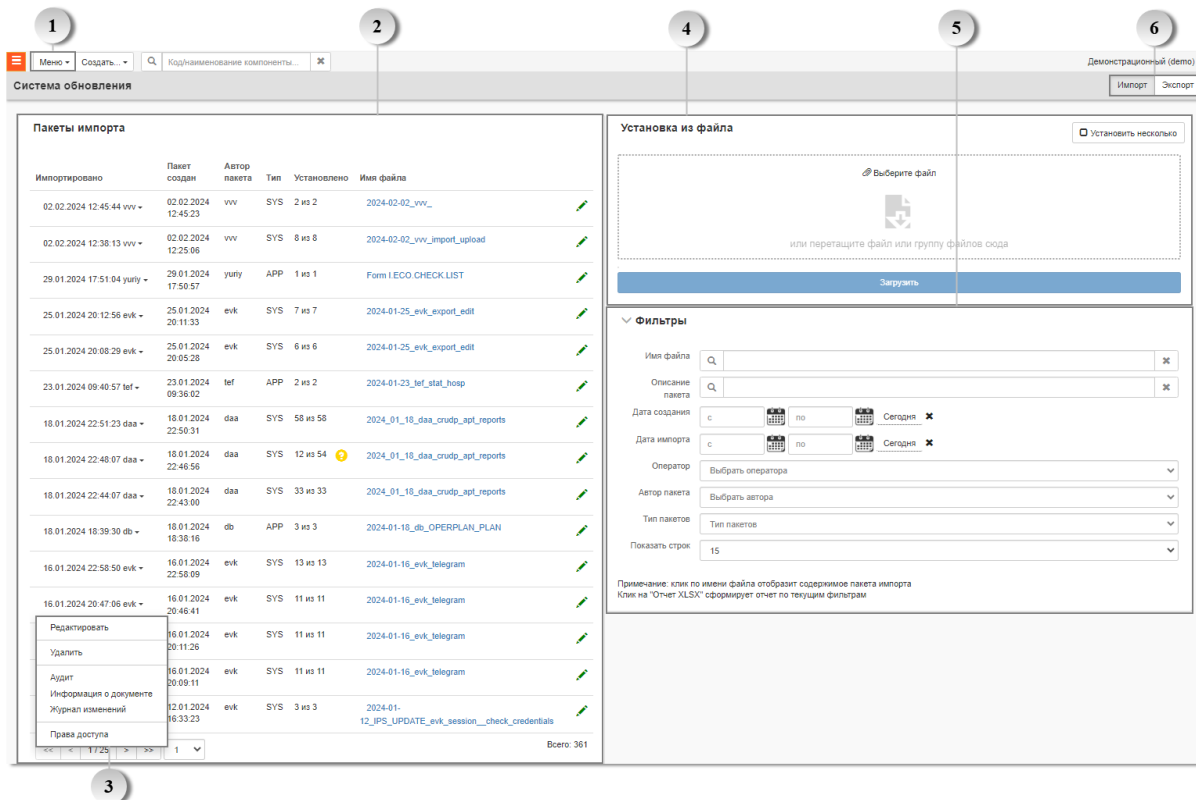 1
2
4
5
6
Меню
Создать...
Код/наименование компоненты...
Демонстрационный (demo)
Система обновления
Импорт
Экспорт
Пакеты импорта
Импортировано
Пакет создан
Автор пакета
Тип
Установлено
Имя файла
02.02.2024 12:45:44 vvv
02.02.2024 12:45:23
vvv
SYS
2 из 2
2024-02-02_vvv_
02.02.2024 12:38:13 vvv
02.02.2024 12:25:06
vvv
SYS
8 из 8
2024-02-02_vvv_import_upload
29.01.2024 17:51:04 yuriy
29.01.2024 17:50:57
yuriy
APP
1 из 1
Form I.ECO.CHECK.LIST
25.01.2024 20:12:56 evk
25.01.2024 20:11:33
evk
SYS
7 из 7
2024-01-25_evk_export_edit
25.01.2024 20:08:29 evk
25.01.2024 20:05:28
evk
SYS
6 из 6
2024-01-25_evk_export_edit
23.01.2024 09:40:57 tef
23.01.2024 09:36:02
tef
APP
2 из 2
2024-01-23_tef_stat_hosp
18.01.2024 22:51:23 daa
18.01.2024 22:50:31
daa
SYS
58 из 58
2024_01_18_daa_crudp_apt_reports
18.01.2024 22:48:07 daa
18.01.2024 22:46:56
daa
SYS
12 из 54
2024_01_18_daa_crudp_apt_reports
18.01.2024 22:44:07 daa
18.01.2024 22:43:00
daa
SYS
33 из 33
2024_01_18_daa_crudp_apt_reports
18.01.2024 18:39:30 db
18.01.2024 18:38:16
db
APP
3 из 3
2024-01-18_db_OPERPLAN_PLAN
16.01.2024 22:58:50 evk
16.01.2024 22:58:09
evk
SYS
13 из 13
2024-01-16_evk_telegram
16.01.2024 20:47:06 evk
16.01.2024 20:46:41
evk
SYS
11 из 11
2024-01-16_evk_telegram
16.01.2024 20:11:26
evk
SYS
11 из 11
2024-01-16_evk_telegram
16.01.2024 20:09:11
evk
SYS
11 из 11
2024-01-16_evk_telegram
12.01.2024 16:33:23
evk
SYS
3 из 3
2024-01-
12_IPS_UPDATE_evk_session__check_credentials
Редактировать
Удалить
Аудит
Информация о документе
Журнал изменений
Права доступа
<<
<
1 / 25
>
>>
1
Всего: 361
3
Установка из файла
Установить несколько
Выберите файл
или перетащите файл или группу файлов сюда
Загрузить
Фильтры
Имя файла
Описание пакета
Дата создания
с
по
Сегодня
Дата импорта
с
по
Сегодня
Оператор
Выбрать оператора
Автор пакета
Выбрать автора
Тип пакетов
Тип пакетов
Показать строк
15
Примечание: клик по имени файла отобразит содержимое пакета импорта
Клик на "Отчет XLSX" сформирует отчет по текущим фильтрам